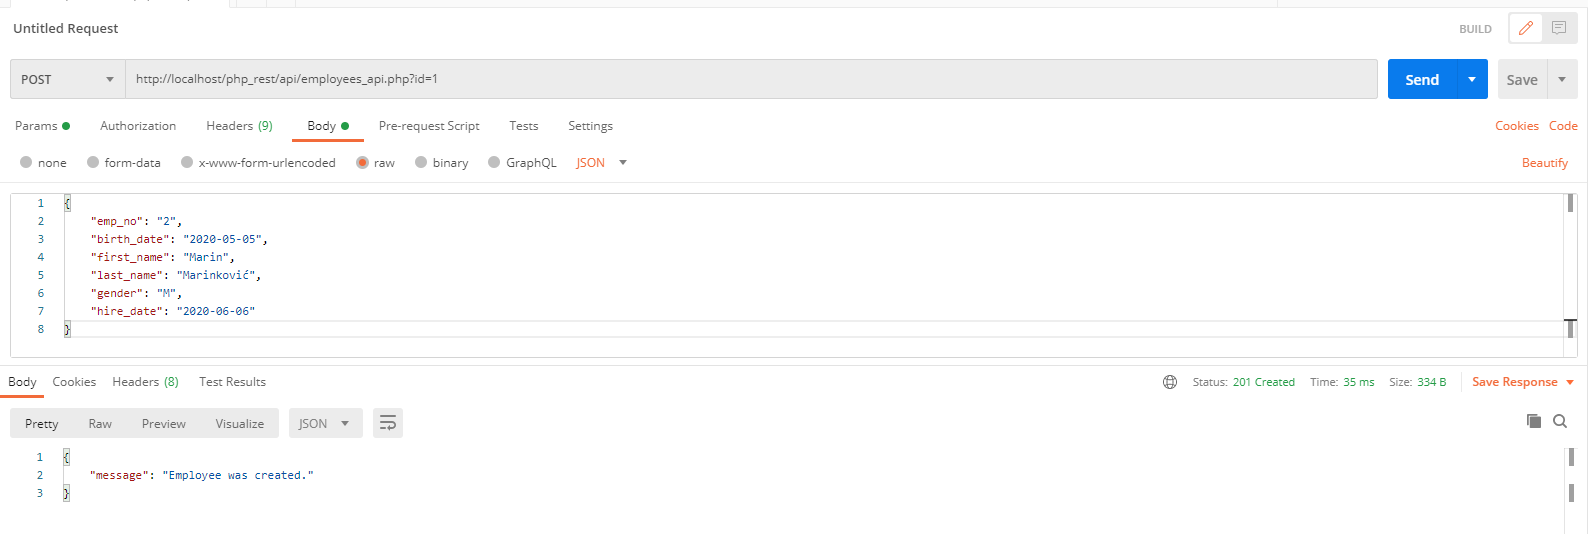 Untitled Request
BUILD
POST
http://localhost/php_rest/api/employees_api.php?id=1
Send
Save
Params
Authorization
Headers (9)
Body
Pre-request Script
Tests
Settings
Cookies
Code
none
form-data
x-www-form-urlencoded
raw
binary
GraphQL
JSON
Beautify
1 {
2 "emp_no": "2",
3 "birth_date": "2020-05-05",
4 "first_name": "Marin",
5 "last_name": "Marinković",
6 "gender": "M",
7 "hire_date": "2020-06-06"
8 }
Body
Cookies
Headers (8)
Test Results
Status: 201 Created
Time: 35 ms
Size: 334 B
Save Response
Pretty
Raw
Preview
Visualize
JSON
1 {
2 "message": "Employee was created."
3 }